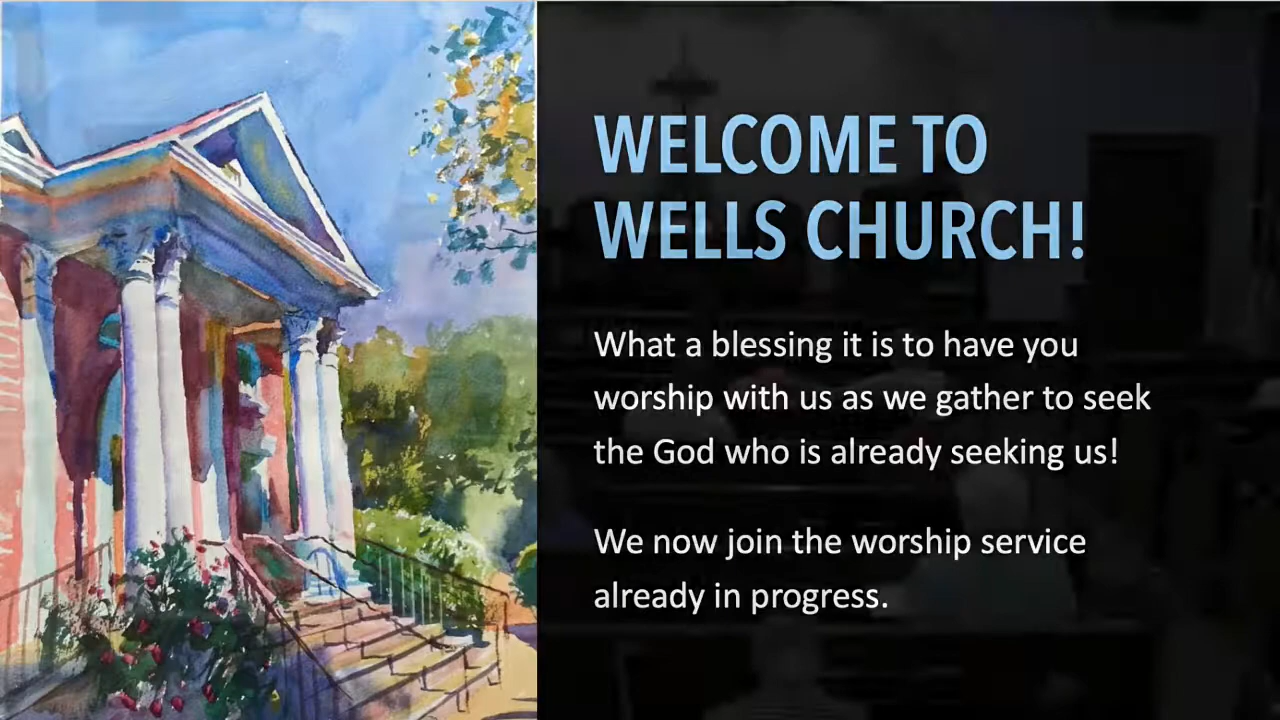 WELCOME TO
WELLS CHURCH!
What a blessing it is to have you
worship with us as we gather to seek
the God who is already seeking us!
We now join the worship service
already in progress.